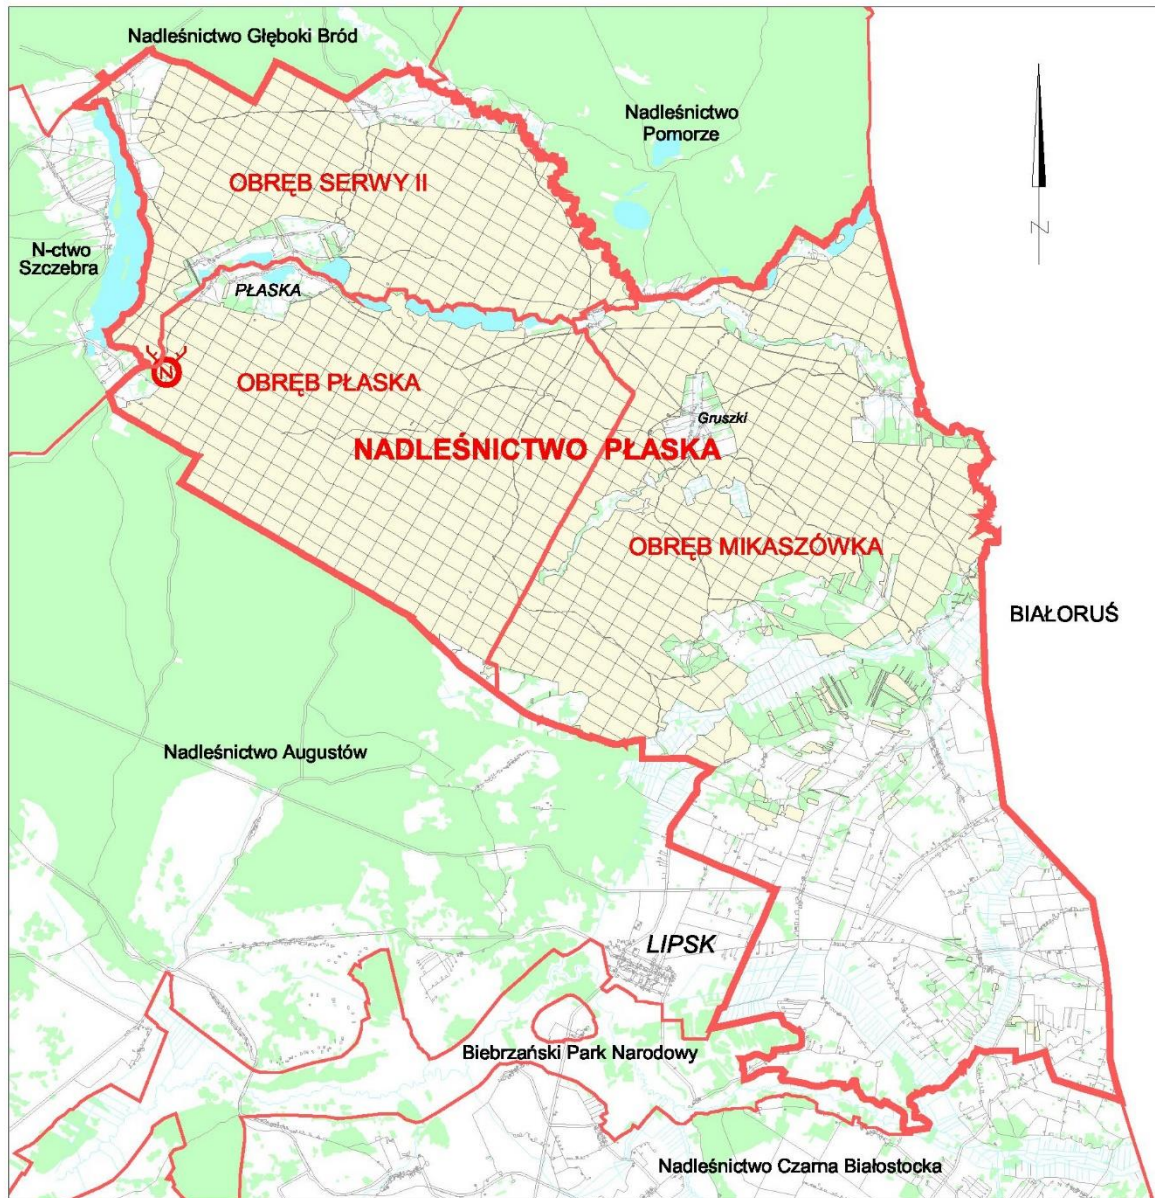 Nadleśnictwo Głęboki Bród
Nadleśnictwo
Pomorze
OBRĘB SERWY II
N
N-ctwo
Szczebra
PŁASKA
N
OBRĘB PŁASKA
Gruszki
NADLEŚNICTWO PŁASKA
OBRĘB MIKASZÓWKA
BIAŁORUŚ
Nadleśnictwo Augustów
LIPSK
Biebrzański Park Narodowy
Nadleśnictwo Czarna Białostocka